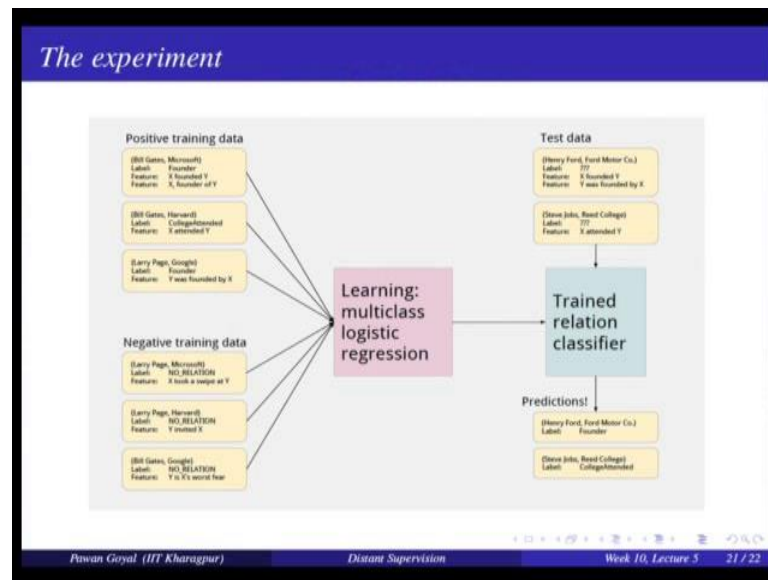 The experiment
Positive training data
(Bill Gates, Microsoft)
Label: Founder
Feature: X founded Y
Feature: X, founder of Y
(Bill Gates, Harvard)
Label: CollegeAttended
Feature: X attended Y
(Larry Page, Google)
Label: Founder
Feature: Y was founded by X
Negative training data
(Larry Page, Microsoft)
Label: NO_RELATION
Feature: X took a swipe at Y
(Larry Page, Harvard)
Label: NO_RELATION
Feature: Y invited X
(Bill Gates, Google)
Label: NO_RELATION
Feature: Y is X's worst fear
Learning:
multiclass
logistic
regression
Test data
(Henry Ford, Ford Motor Co.)
Label: ???
Feature: X founded Y
Feature: Y was founded by X
(Steve Jobs, Reed College)
Label: ???
Feature: X attended Y
Trained
relation
classifier
Predictions!
(Henry Ford, Ford Motor Co.)
Label: Founder
(Steve Jobs, Reed College)
Label: CollegeAttended
Pawan Goyal (IIT Kharagpur)
Distant Supervision
Week 10, Lecture 5
21 / 22